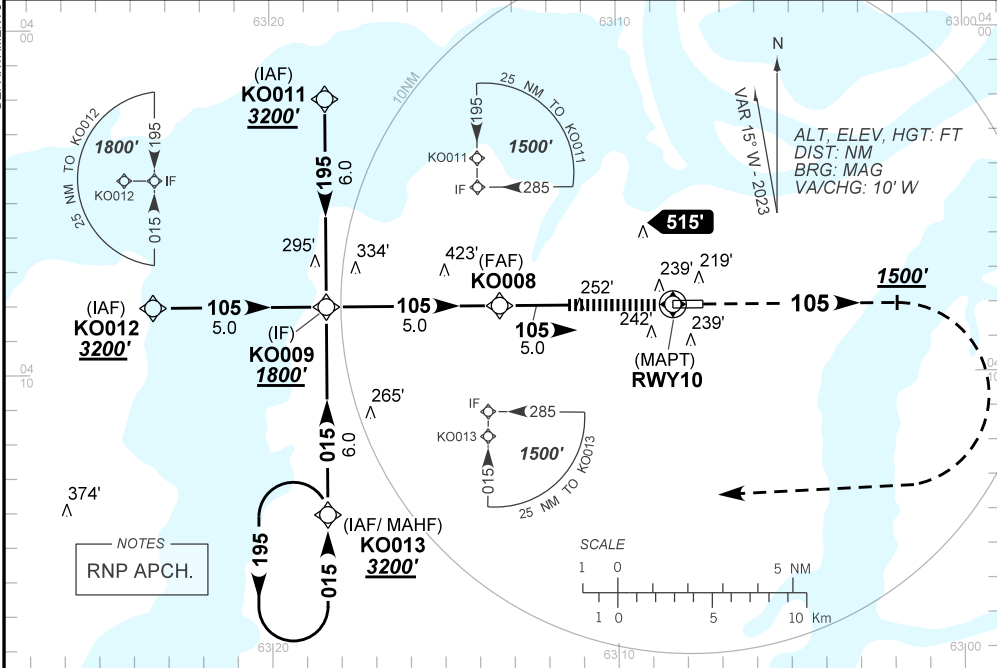 63 20
63 10
63 00
04
00
04
00
(IAF)
KO011
3200'
10NM
25 NM TO KO012
195
1800'
KO012
IF
015
195
6.0
25 NM TO KO011
195
KO011
1500'
IF
285
N
VAR 15° W - 2023
ALT, ELEV, HGT: FT
DIST: NM
BRG: MAG
VA/CHG: 10' W
515'
295'
334'
423'
(FAF)
KO008
239'
219'
1500'
(IAF)
KO012
3200'
105
5.0
105
5.0
252'
105
5.0
242'
239'
105
(IF)
KO009
1800'
(MAPT)
RWY10
04
10
04
10
265'
015
6.0
IF
285
KO013
1500'
015
25 NM TO KO013
374'
(IAF/ MAHF)
KO013
3200'
195
015
NOTES
RNP APCH.
SCALE
1 0 5 NM
1 0 5 10 Km
63 20
63 10
63 00